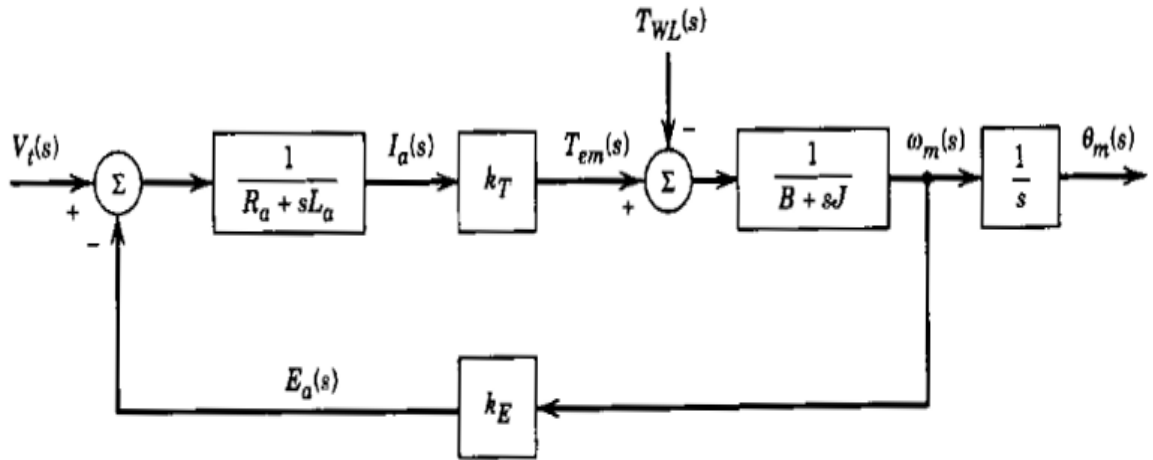 T_WL(s)
−
V_t(s)
+
Σ
−
1
R_a + sL_a
I_a(s)
k_T
T_em(s)
+
Σ
1
B + sJ
ω_m(s)
1
s
θ_m(s)
E_a(s)
k_E